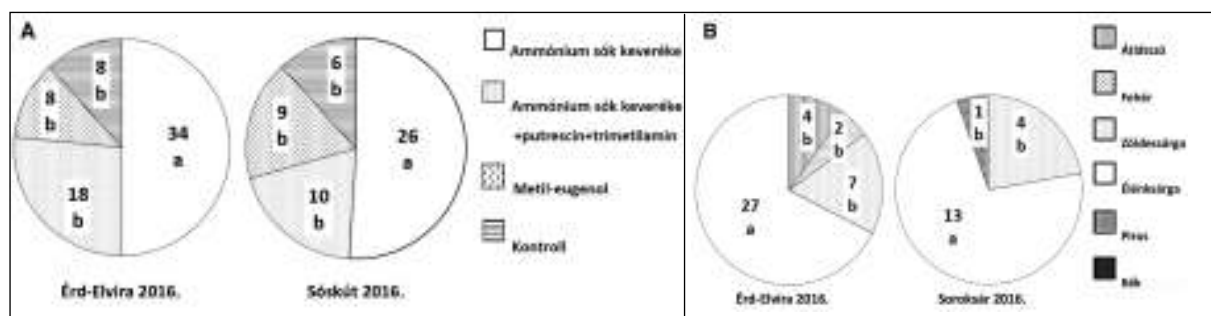 A
8
b
8
b
34
a
18
b
Érd-Elvira 2016.
6
b
9
b
26
a
10
b
Sóskút 2016.
Ammónium sók keveréke
Ammónium sók keveréke
+putrescin+trimetilamin
Metil-eugenol
Kontroll
B
4
b
2
b
7
b
27
a
Érd-Elvira 2016.
1
b
4
b
13
a
Soroksár 2016.
Átlátszó
Fehér
Zöldessárga
Élénksárga
Piros
Kék